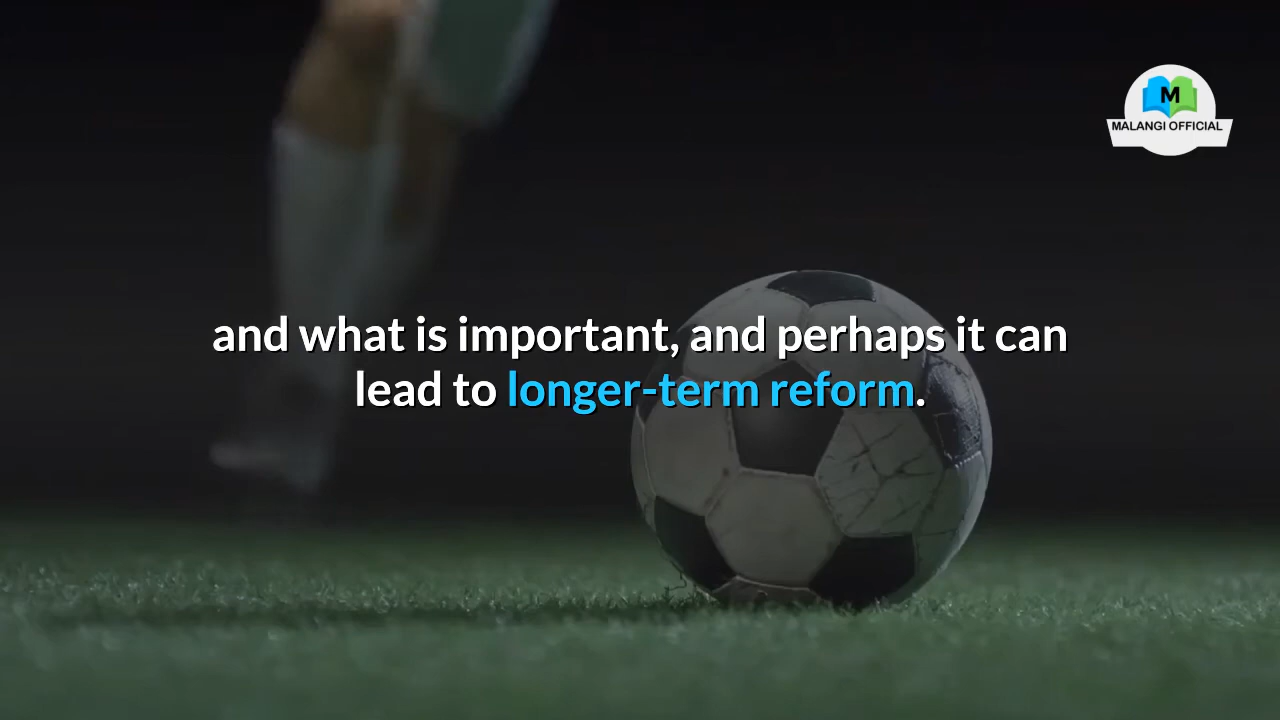 M
MALANGI OFFICIAL
and what is important, and perhaps it can
lead to longer-term reform.